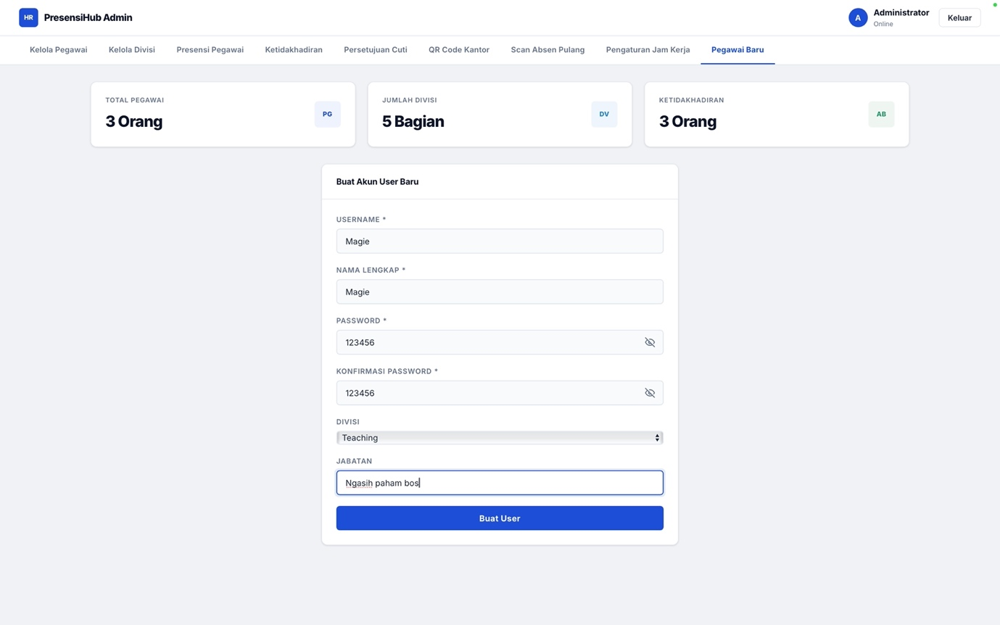 HR PresensiHub Admin
A Administrator
Online
Keluar
Kelola Pegawai Kelola Divisi Presensi Pegawai Ketidakhadiran Persetujuan Cuti QR Code Kantor Scan Absen Pulang Pengaturan Jam Kerja Pegawai Baru
TOTAL PEGAWAI
3 Orang
PG
JUMLAH DIVISI
5 Bagian
DV
KETIDAKHADIRAN
3 Orang
AB
Buat Akun User Baru
USERNAME *
Magie
NAMA LENGKAP *
Magie
PASSWORD *
123456
KONFIRMASI PASSWORD *
123456
DIVISI
Teaching
JABATAN
Ngasih paham bos
Buat User